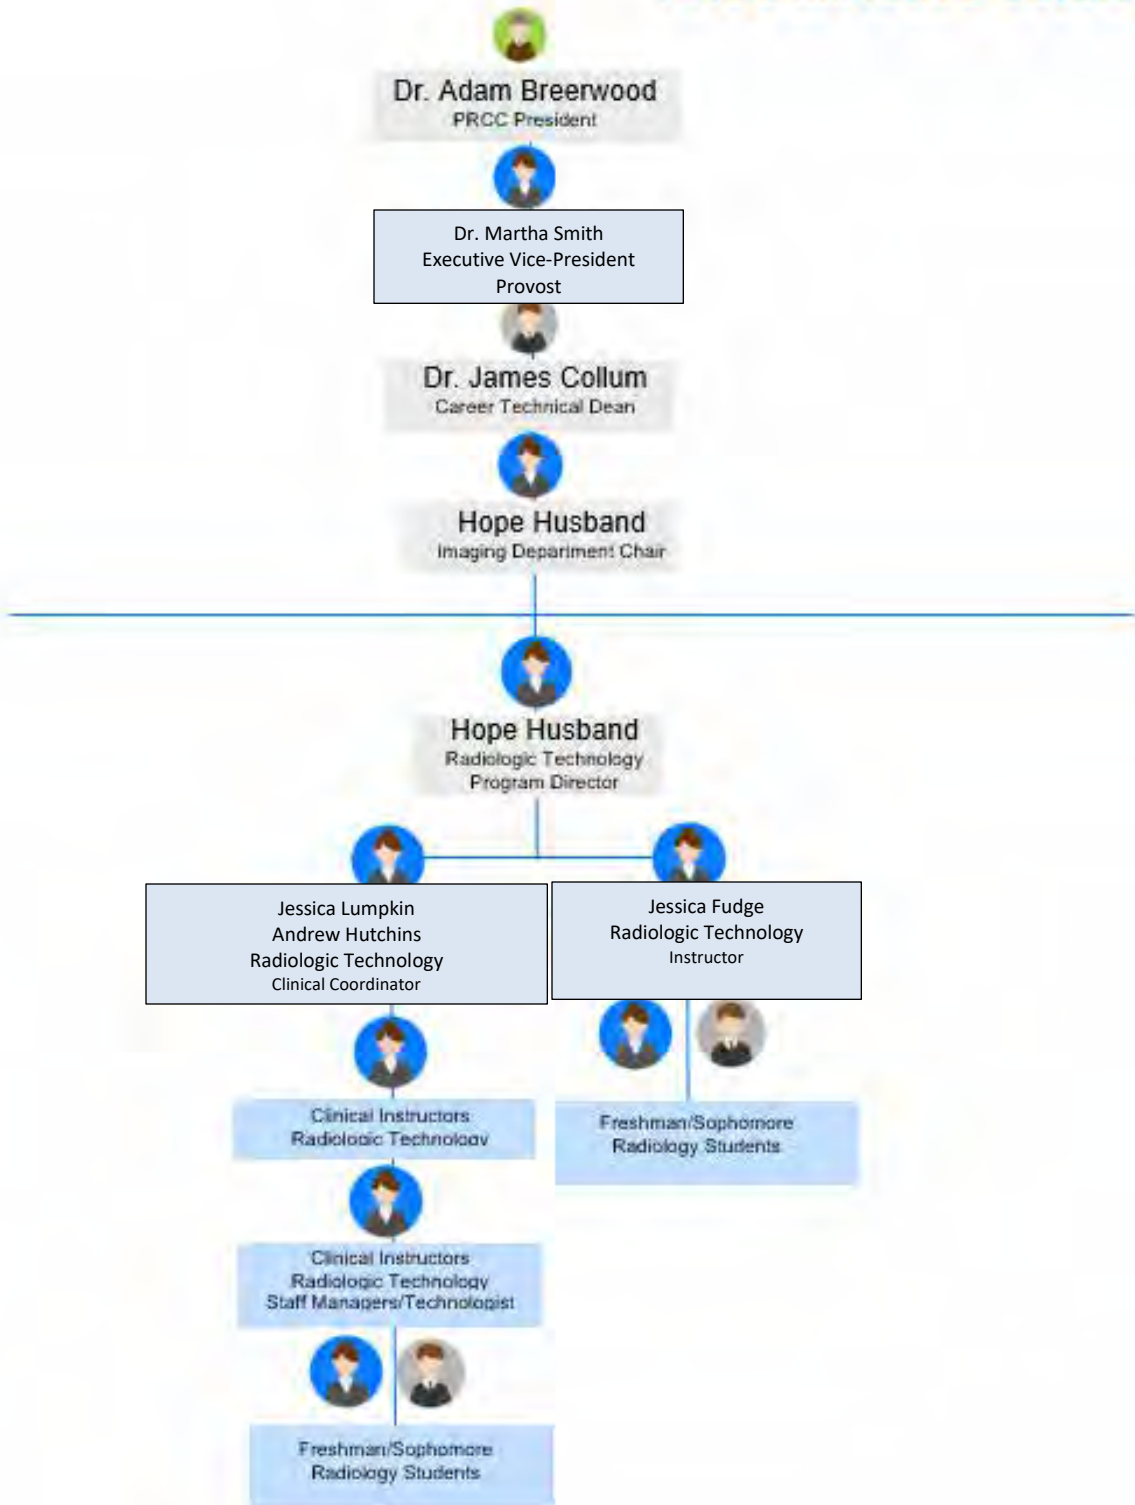 Dr. Adam Breerwood
PRCC President
Dr. Martha Smith
Executive Vice-President
Provost
Dr. James Collum
Career Technical Dean
Hope Husband
Imaging Department Chair
Hope Husband
Radiologic Technology
Program Director
Jessica Lumpkin
Andrew Hutchins
Radiologic Technology
Clinical Coordinator
Jessica Fudge
Radiologic Technology
Instructor
Clinical Instructors
Radiologic Technology
Freshman/Sophomore
Radiology Students
Clinical Instructors
Radiologic Technology
Staff Managers/Technologist
Freshman/Sophomore
Radiology Students